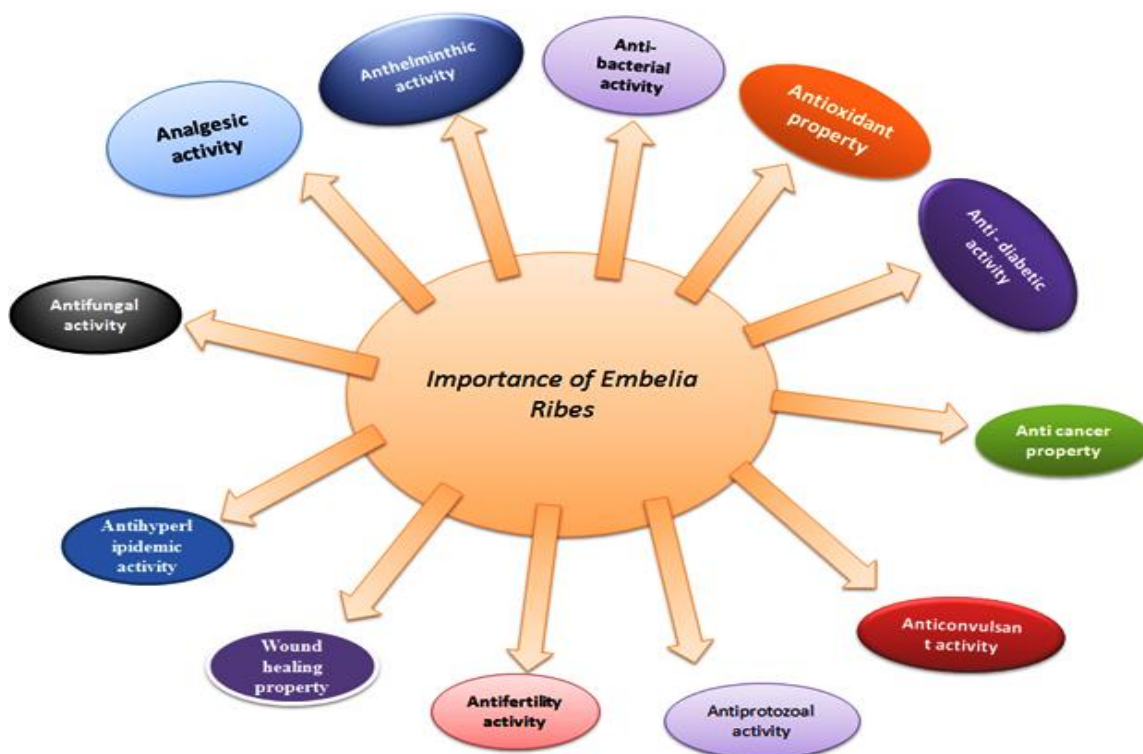 Anti-
bacterial
activity
Anthelminthic
activity
Antioxidant
property
Analgesic
activity
Anti - diabetic
activity
Antifungal
activity
Importance of Embelia
Ribes
Anti cancer
property
Antihyperl
ipidemic
activity
Anticonvulsan
t activity
Wound
healing
property
Antifertility
activity
Antiprotozoal
activity